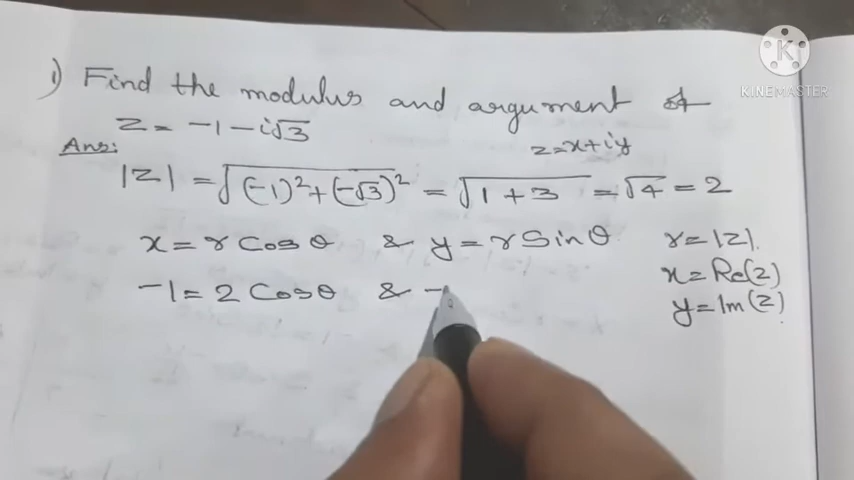 i) Find the modulus and argument of
z = -1 - i√3
Ans:
z = x + iy
|z| = √(-1)² + (-√3)² = √1 + 3 = √4 = 2
x = r Cos θ & y = r Sin θ r = |z|.
x = Re(z)
-1 = 2 Cos θ & -
y = Im(z)
K
KINEMASTER